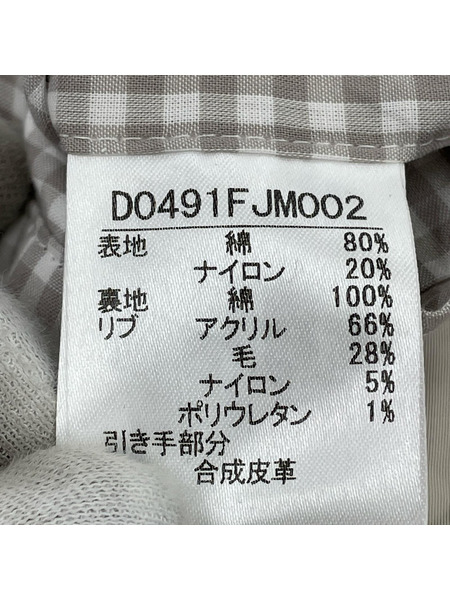 D0491FJM002
表地 綿 80%
ナイロン 20%
裏地 綿 100%
リブ アクリル 66%
毛 28%
ナイロン 5%
ポリウレタン 1%
引き手部分
合成皮革